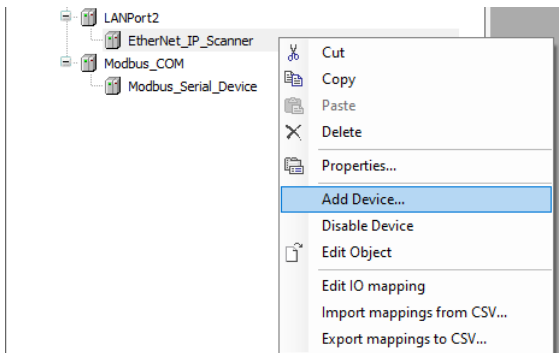 LANPort2
EtherNet_IP_Scanner
Modbus_COM
Modbus_Serial_Device
Cut
Copy
Paste
Delete
Properties...
Add Device...
Disable Device
Edit Object
Edit IO mapping
Import mappings from CSV...
Export mappings to CSV...